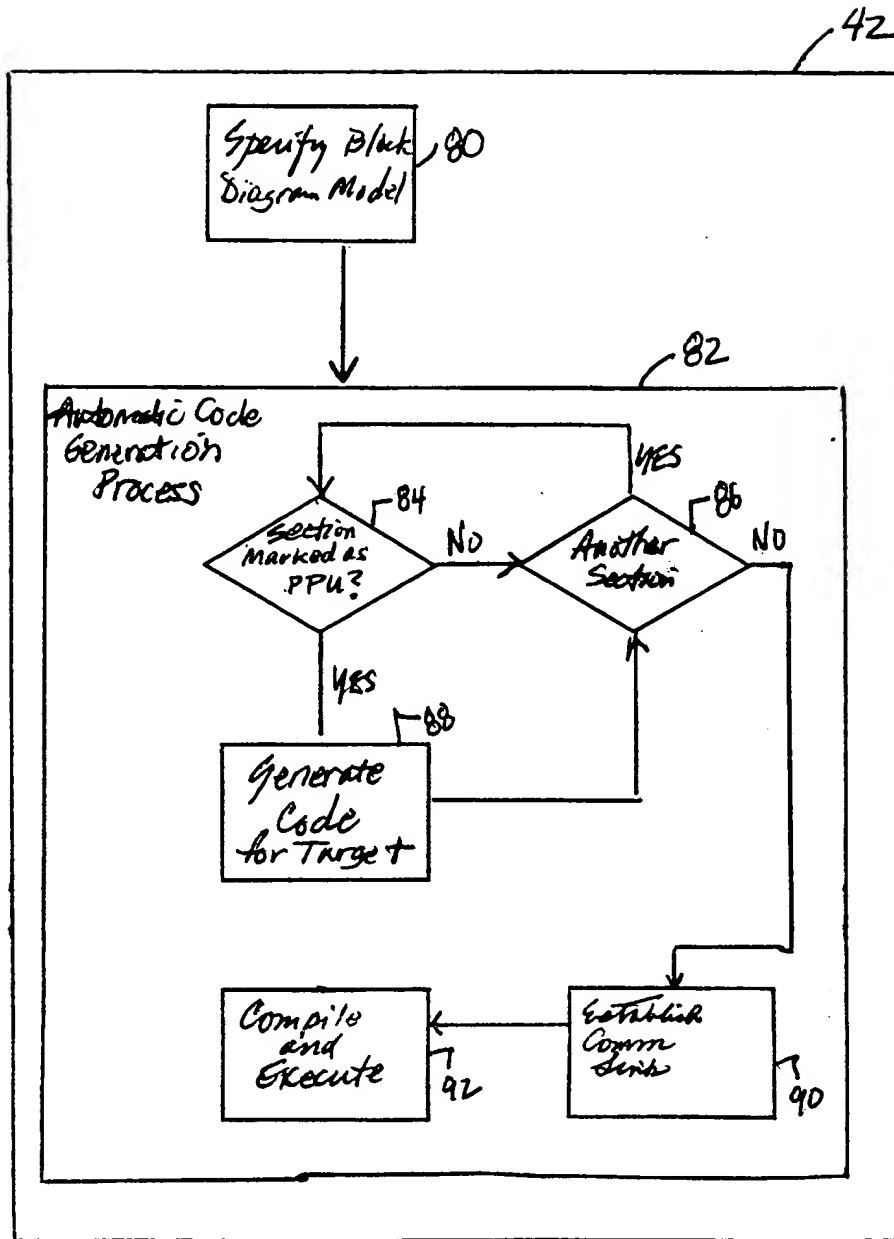 42
Specify Block
Diagram Model
80
82
Automatic Code
Generation
Process
YES
84
86
Section
Marked as
PPU?
NO
Another
Section
NO
YES
88
Generate
Code
for Target
Compile
and
Execute
92
Establish
Comm
Link
90